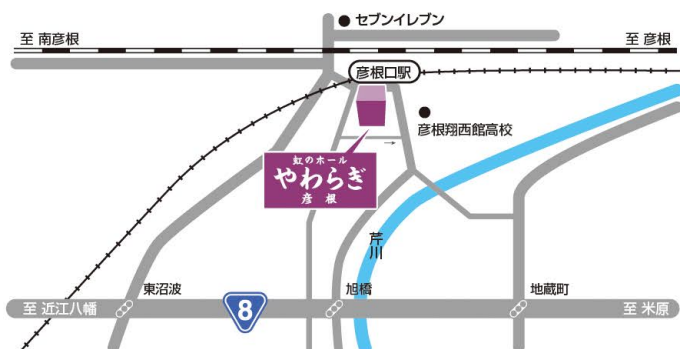 セブンイレブン
至 南彦根
至 彦根
彦根口駅
彦根翔西館高校
虹のホール
やわらぎ
彦根
芹川
東沼波
旭橋
地蔵町
至 近江八幡
8
至 米原